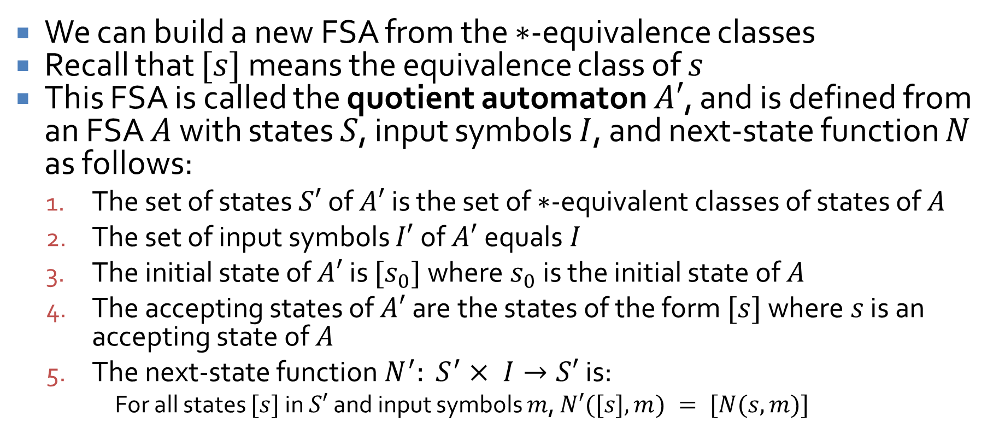 ▪ We can build a new FSA from the ∗-equivalence classes
▪ Recall that [s] means the equivalence class of s
▪ This FSA is called the quotient automaton A′, and is defined from
an FSA A with states S, input symbols I, and next-state function N
as follows:
1. The set of states S′ of A′ is the set of ∗-equivalent classes of states of A
2. The set of input symbols I′ of A′ equals I
3. The initial state of A′ is [s₀] where s₀ is the initial state of A
4. The accepting states of A′ are the states of the form [s] where s is an
accepting state of A
5. The next-state function N′: S′ × I → S′ is:
For all states [s] in S′ and input symbols m, N′([s], m) = [N(s, m)]